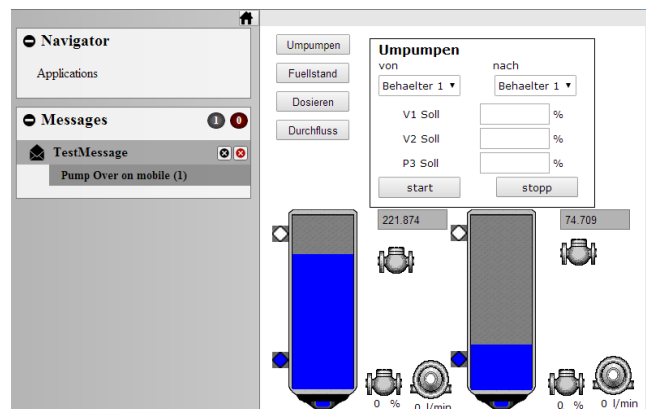 Navigator
Applications
Messages 1 0
TestMessage
Pump Over on mobile (1)
Umpumpen
Fuellstand
Dosieren
Durchfluss
Umpumpen
von nach
Behaelter 1 Behaelter 1
V1 Soll %
V2 Soll %
P3 Soll %
start stopp
221.874 74.709
0 % 0 l/min 0 % 0 l/min